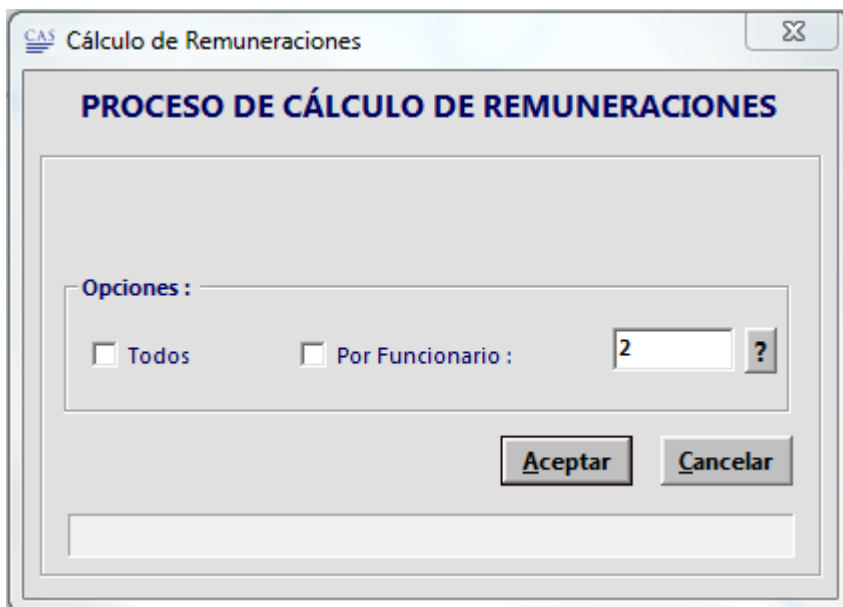 CAS Cálculo de Remuneraciones
PROCESO DE CÁLCULO DE REMUNERACIONES
Opciones :
Todos Por Funcionario : 2 ?
Aceptar Cancelar